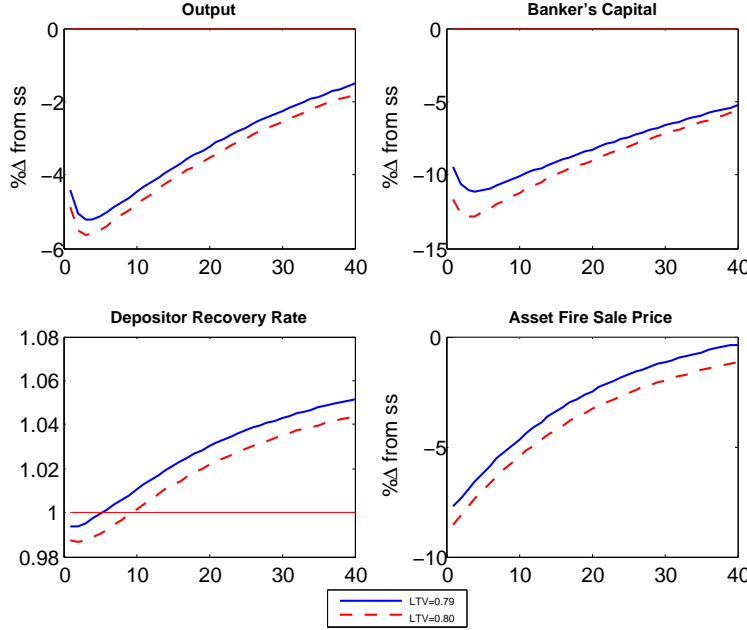 Output
%Δ from ss
0
−2
−4
−6
0 10 20 30 40
Banker's Capital
%Δ from ss
0
−5
−10
−15
0 10 20 30 40
Depositor Recovery Rate
1.08
1.06
1.04
1.02
1
0.98
0 10 20 30 40
Asset Fire Sale Price
%Δ from ss
0
−5
−10
0 10 20 30 40
LTV=0.79
LTV=0.80